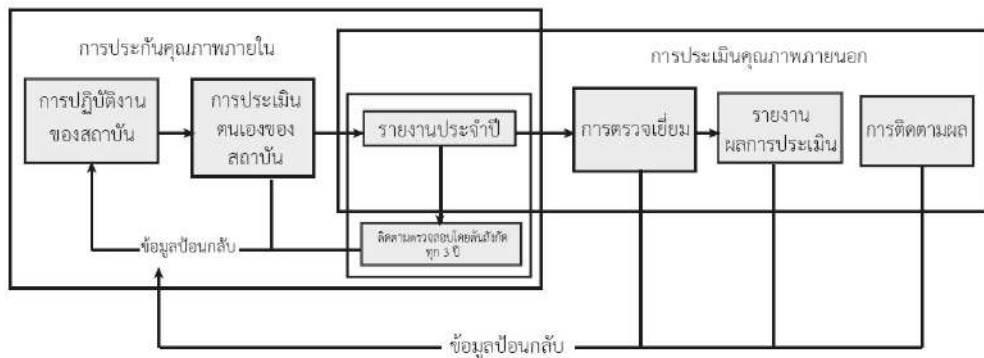 การประกันคุณภาพภายใน
การประเมินคุณภาพภายนอก
การปฏิบัติงาน
ของสถาบัน
การประเมิน
ตนเองของ
สถาบัน
รายงานประจำปี
การตรวจเยี่ยม
รายงาน
ผลการประเมิน
การติดตามผล
ติดตามตรวจสอบโดยต้นสังกัด
ทุก 3 ปี
ข้อมูลป้อนกลับ
ข้อมูลป้อนกลับ